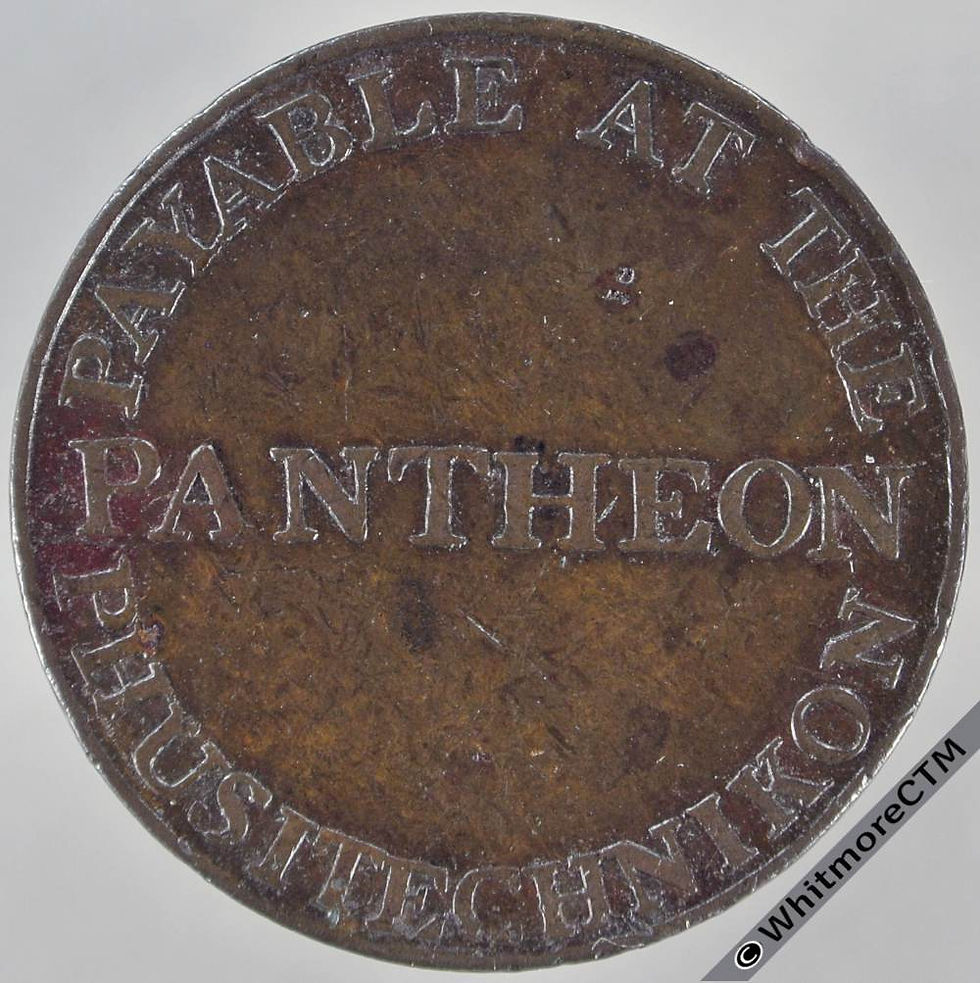 PAYABLE AT THE
PANTHEON
PHUSITECHNIKON
© WhitmoreCTM